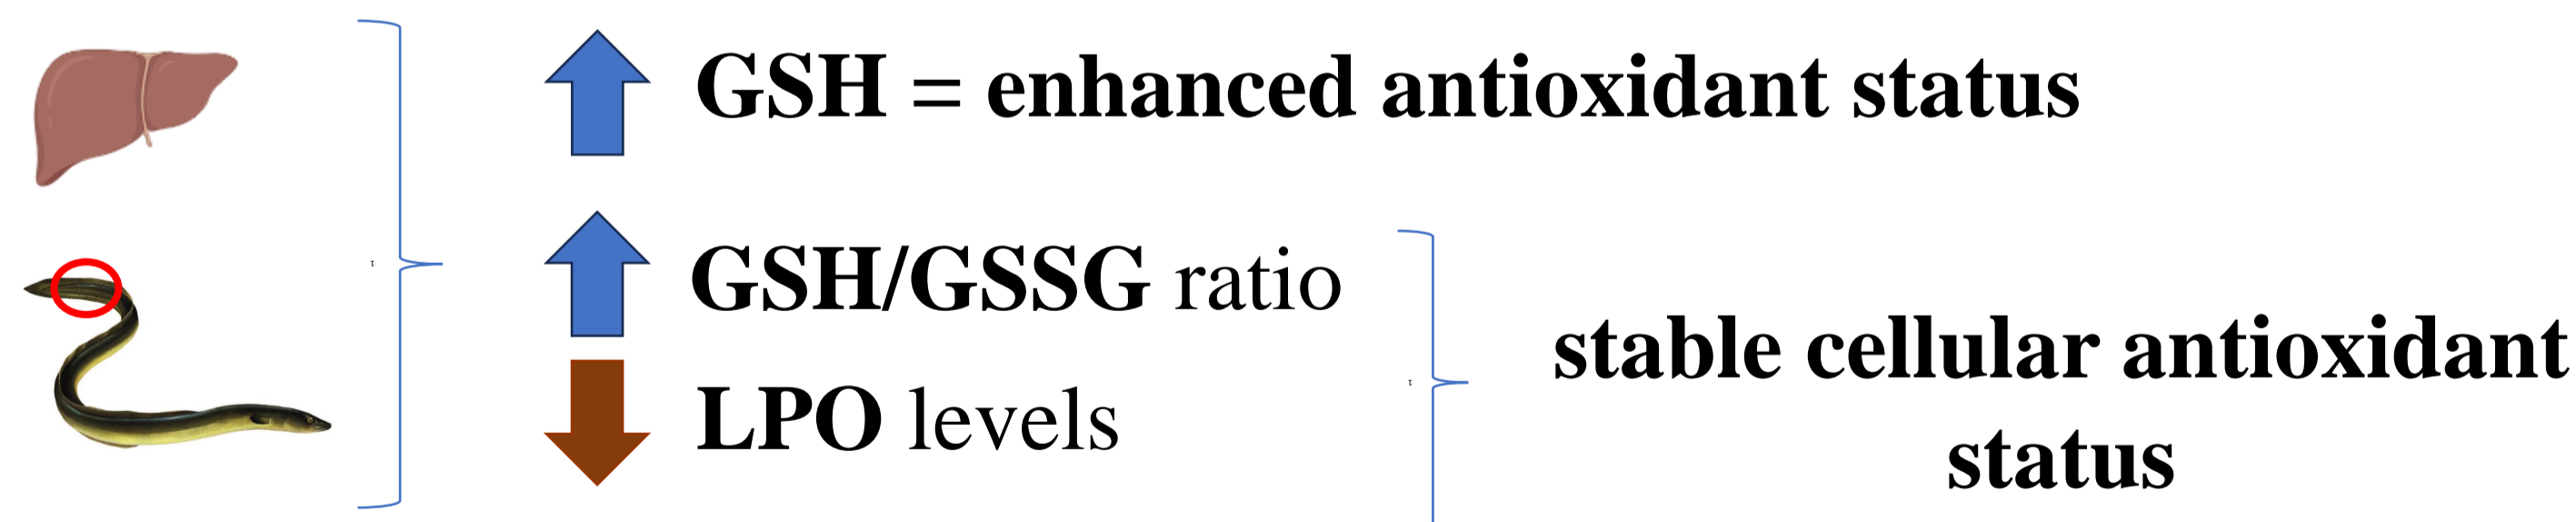 GSH = enhanced antioxidant status
GSH/GSSG ratio
LPO levels
stable cellular antioxidant
status